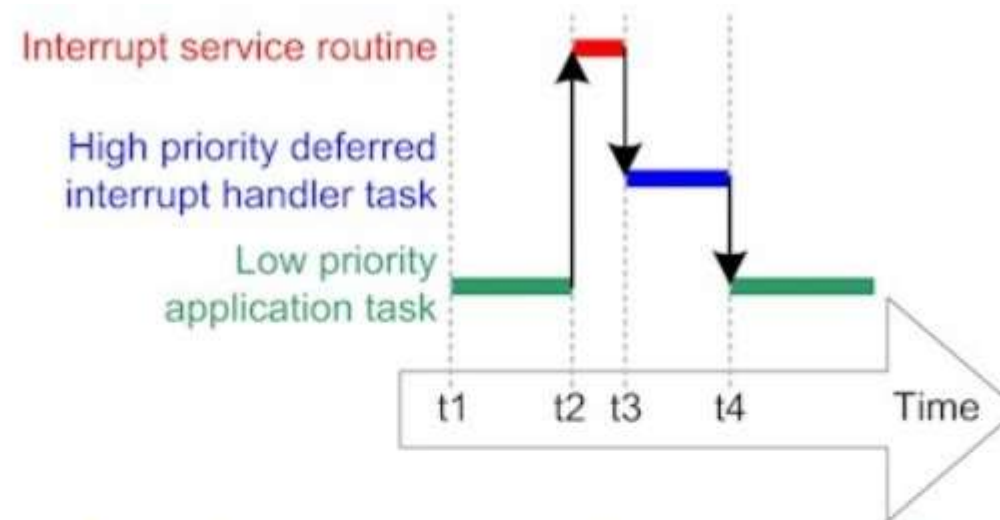 Interrupt service routine
High priority deferred
interrupt handler task
Low priority
application task
t1 t2 t3 t4 Time